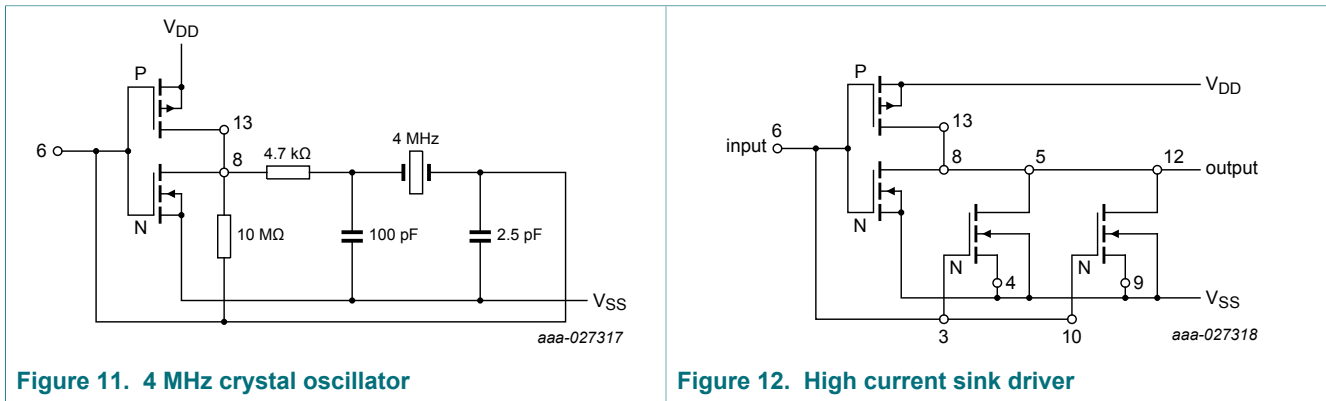 VDD
P
13
6
8
4.7 kΩ
4 MHz
N
10 MΩ
100 pF
2.5 pF
VSS
aaa-027317
Figure 11. 4 MHz crystal oscillator
P
VDD
13
6
input
8
5
12
output
N
N
N
4
9
VSS
3
10
aaa-027318
Figure 12. High current sink driver